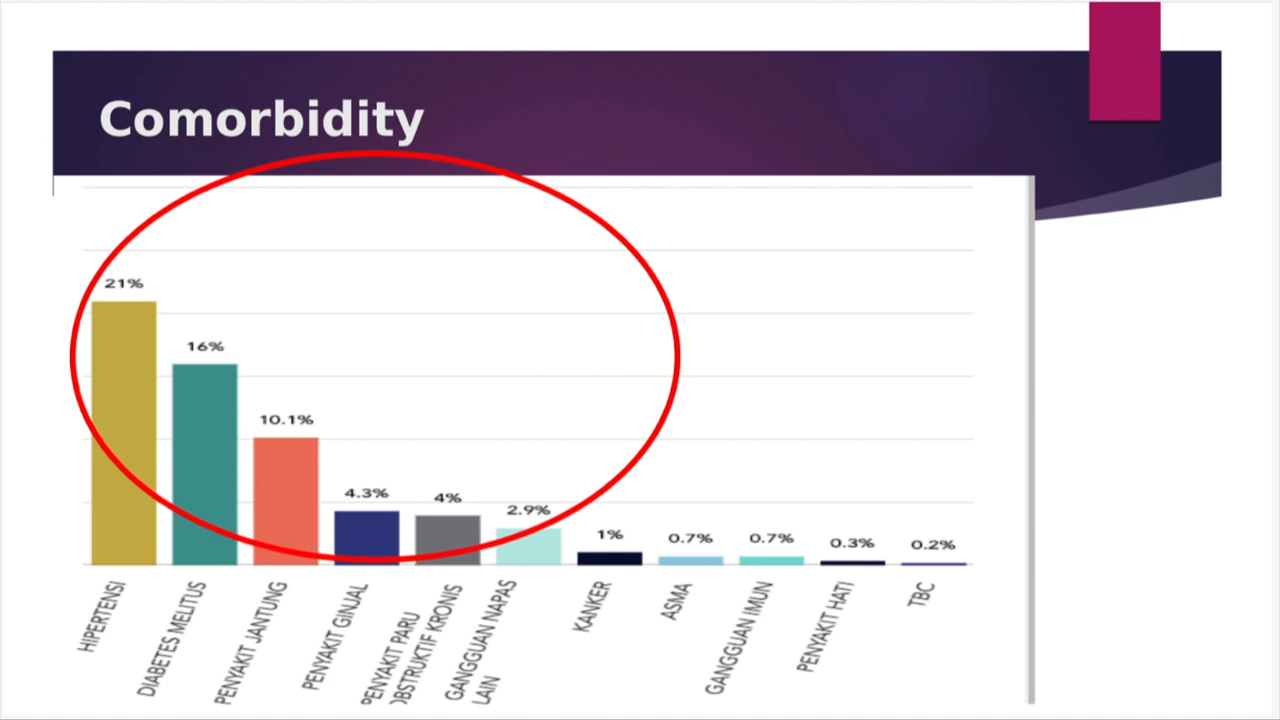 Comorbidity
21%
16%
10.1%
4.3%
4%
2.9%
1%
0.7%
0.7%
0.3%
0.2%
HIPERTENSI
DIABETES MELITUS
PENYAKIT JANTUNG
PENYAKIT GINJAL
PENYAKIT PARU
OBSTRUKTIF KRONIS
GANGGUAN NAPAS
LAIN
KANKER
ASMA
GANGGUAN IMUN
PENYAKIT HATI
TBC